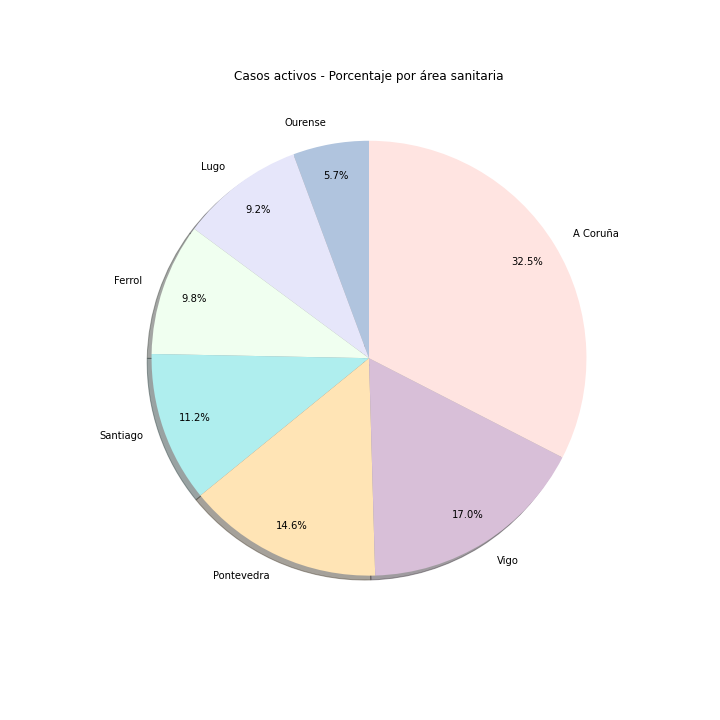 Casos activos - Porcentaje por área sanitaria
Ourense
5.7%
Lugo
9.2%
A Coruña
32.5%
Ferrol
9.8%
Santiago
11.2%
Vigo
17.0%
Pontevedra
14.6%